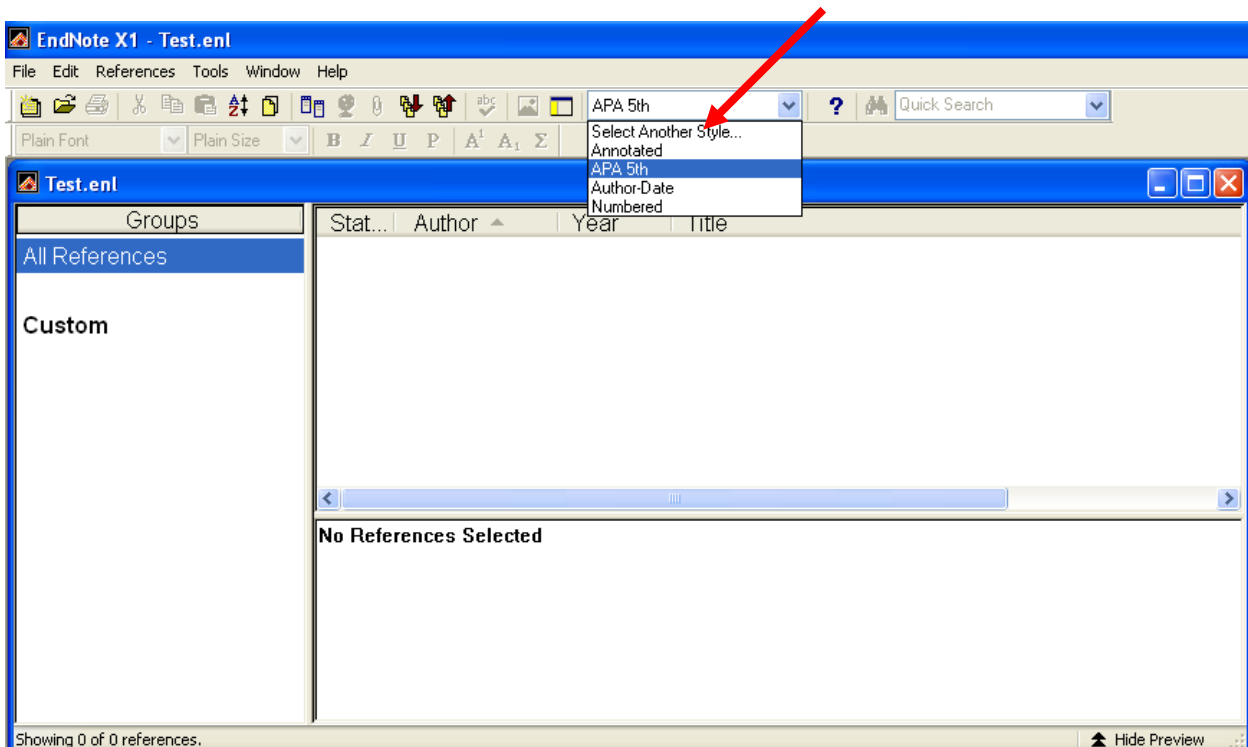 EndNote X1 - Test.enl
File Edit References Tools Window Help
APA 5th ? Quick Search
Plain Font Plain Size B I U P A1 A1 Σ
Select Another Style...
Annotated
APA 5th
Author-Date
Numbered
Test.enl
Groups Stat... Author Year Title
All References
Custom
No References Selected
Showing 0 of 0 references. Hide Preview